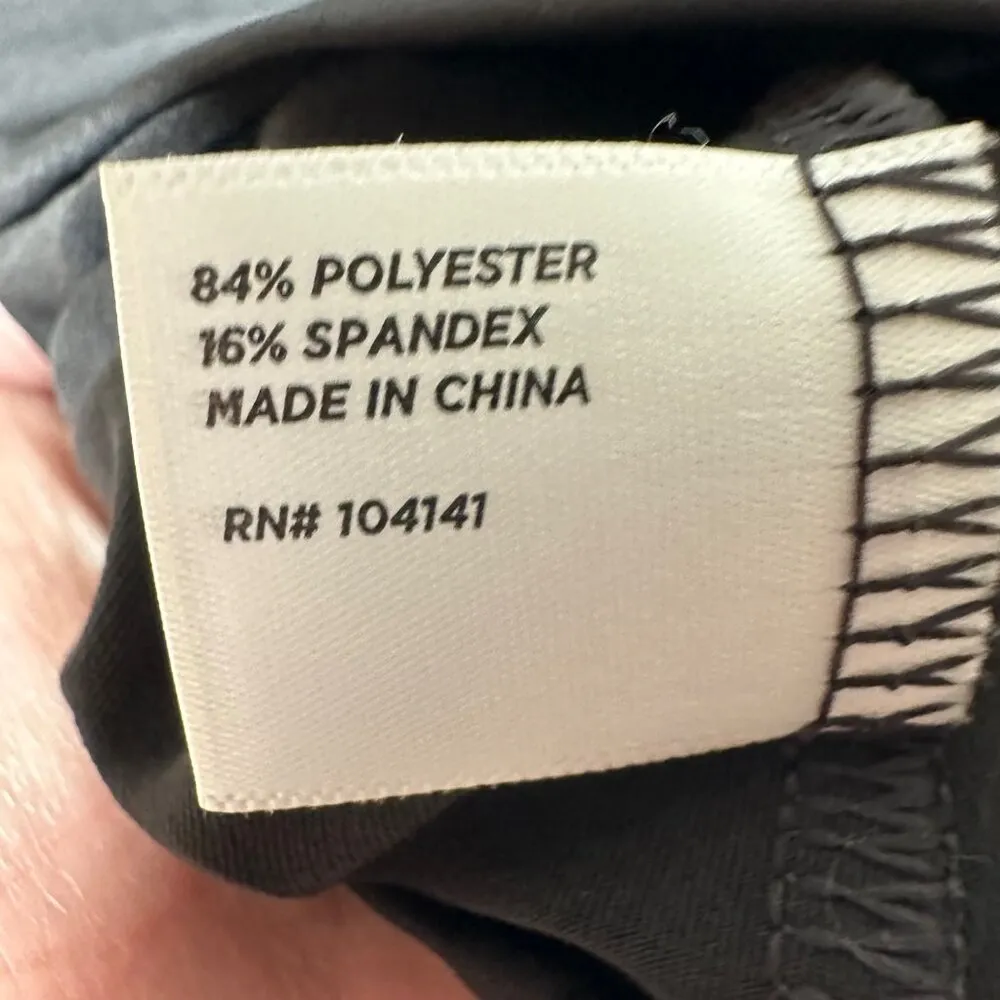 84% POLYESTER
16% SPANDEX
MADE IN CHINA
RN# 104141